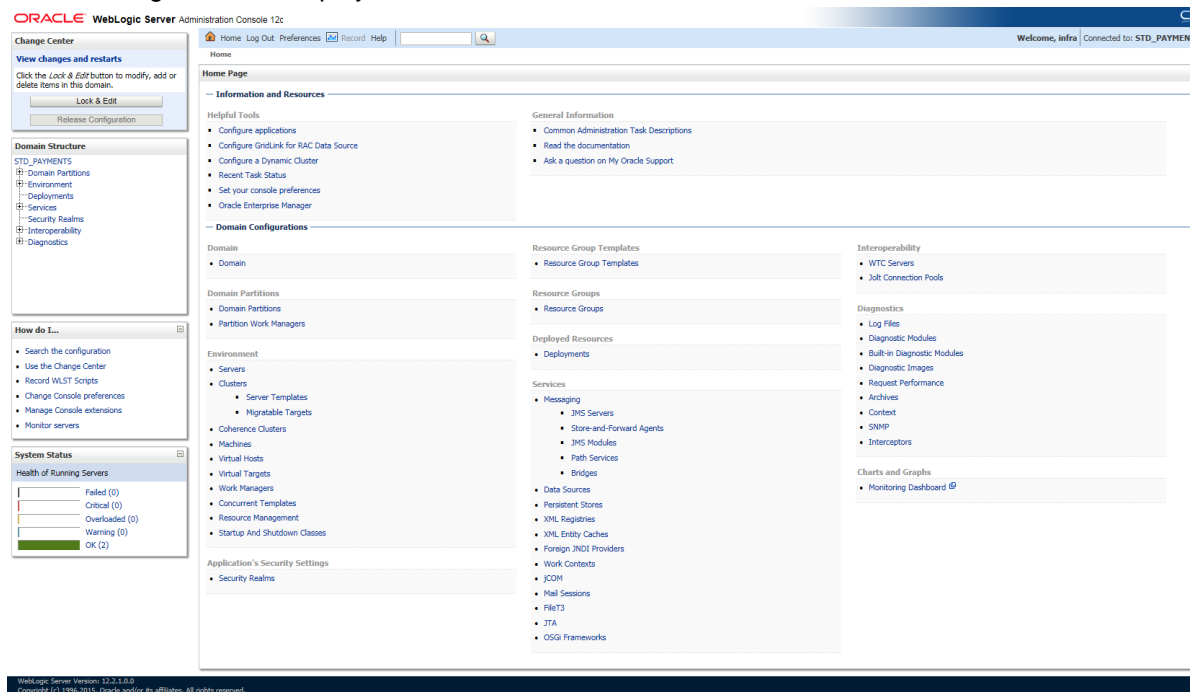 ORACLE WebLogic Server Administration Console 12c
Change Center
View changes and restarts
Click the Lock & Edit button to modify, add or
delete items in this domain.
Lock & Edit
Release Configuration
Domain Structure
STD_PAYMENTS
Domain Partitions
Environment
Deployments
Services
Security Realms
Interoperability
Diagnostics
How do I...
Search the configuration
Use the Change Center
Record WLST Scripts
Change Console preferences
Manage Console extensions
Monitor servers
System Status
Health of Running Servers
Failed (0)
Critical (0)
Overloaded (0)
Warning (0)
OK (2)
Home Log Out Preferences Record Help
Welcome, infra Connected to: STD_PAYMEN
Home
Home Page
Information and Resources
Helpful Tools
Configure applications
Configure GridLink for RAC Data Source
Configure a Dynamic Cluster
Recent Task Status
Set your console preferences
Oracle Enterprise Manager
General Information
Common Administration Task Descriptions
Read the documentation
Ask a question on My Oracle Support
Domain Configurations
Domain
Domain
Domain Partitions
Domain Partitions
Partition Work Managers
Environment
Servers
Clusters
Server Templates
Migratable Targets
Coherence Clusters
Machines
Virtual Hosts
Virtual Targets
Work Managers
Concurrent Templates
Resource Management
Startup And Shutdown Classes
Application's Security Settings
Security Realms
Resource Group Templates
Resource Group Templates
Resource Groups
Resource Groups
Deployed Resources
Deployments
Services
Messaging
JMS Servers
Store-and-Forward Agents
JMS Modules
Path Services
Bridges
Data Sources
Persistent Stores
XML Registries
XML Entity Caches
Foreign JNDI Providers
Work Contexts
jCOM
Mail Sessions
FileT3
JTA
OSGi Frameworks
Interoperability
WTC Servers
Jolt Connection Pools
Diagnostics
Log Files
Diagnostic Modules
Built-in Diagnostic Modules
Diagnostic Images
Request Performance
Archives
Context
SNMP
Interceptors
Charts and Graphs
Monitoring Dashboard
WebLogic Server Version: 12.2.1.0.0
Copyright (c) 1996-2015, Oracle and/or its affiliates. All rights reserved.